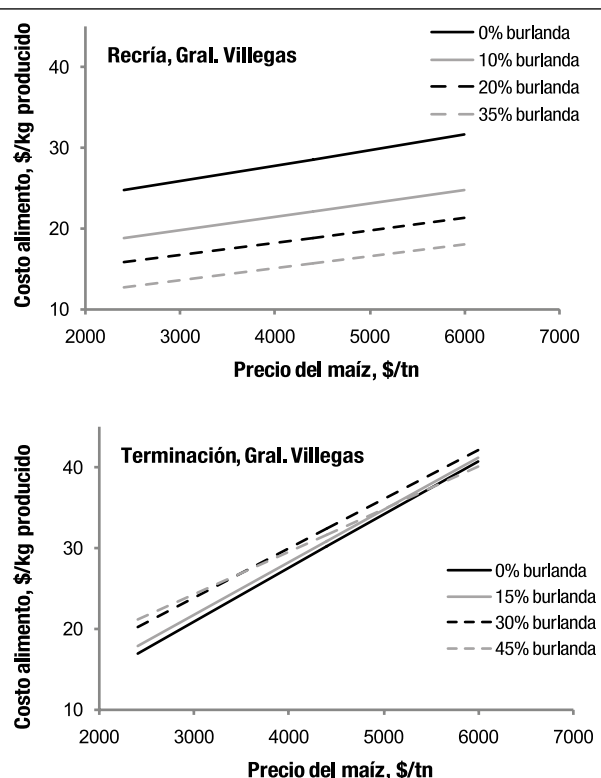 Recría, Gral. Villegas
0% burlanda
10% burlanda
20% burlanda
35% burlanda
Costo alimento, $/kg producido
40
30
20
10
2000 3000 4000 5000 6000 7000
Precio del maíz, $/tn
Terminación, Gral. Villegas
Costo alimento, $/kg producido
40
30
20
10
0% burlanda
15% burlanda
30% burlanda
45% burlanda
2000 3000 4000 5000 6000 7000
Precio del maíz, $/tn